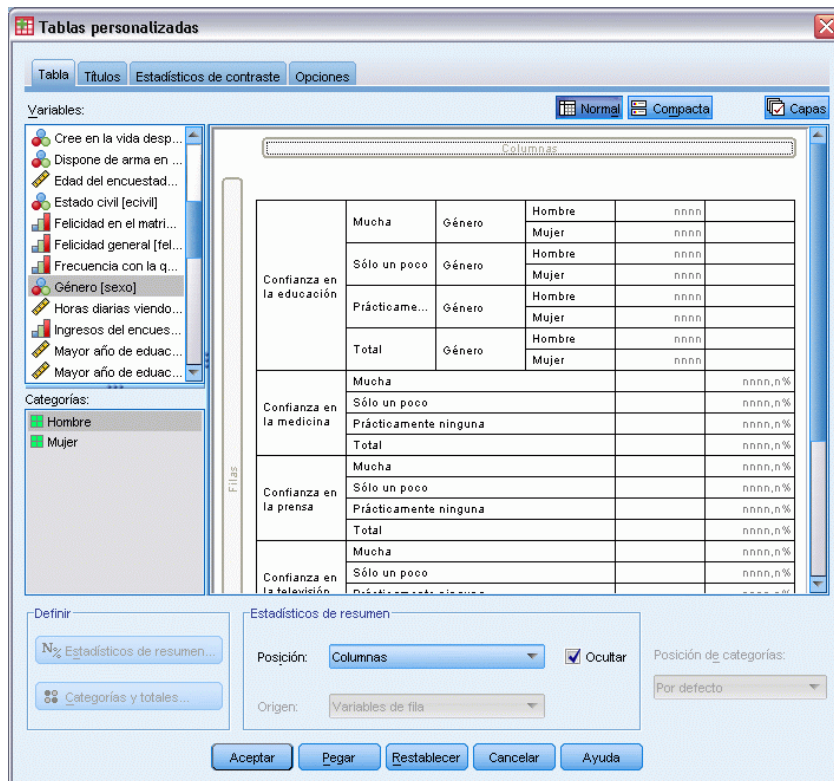 Tablas personalizadas
Tabla
Títulos
Estadísticos de contraste
Opciones
Variables:
Normal
Compacta
Capas
Cree en la vida desp...
Dispone de arma en ...
Edad del encuestad...
Estado civil [ecivil]
Felicidad en el matri...
Felicidad general [fel...
Frecuencia con la q...
Género [sexo]
Horas diarias viendo...
Ingresos del encues...
Mayor año de eduac...
Mayor año de eduac...
Categorías:
Hombre
Mujer
Columnas
Filas
Confianza en
la educación
Mucha
Género
Hombre
nnnn
Mujer
nnnn
Sólo un poco
Género
Hombre
nnnn
Mujer
nnnn
Prácticame...
Género
Hombre
nnnn
Mujer
nnnn
Total
Género
Hombre
nnnn
Mujer
nnnn
Confianza en
la medicina
Mucha
nnnn,n%
Sólo un poco
nnnn,n%
Prácticamente ninguna
nnnn,n%
Total
nnnn,n%
Confianza en
la prensa
Mucha
nnnn,n%
Sólo un poco
nnnn,n%
Prácticamente ninguna
nnnn,n%
Total
nnnn,n%
Confianza en
la televisión
Mucha
nnnn,n%
Sólo un poco
nnnn,n%
Prácticamente ninguna
nnnn,n%
Definir
N% Estadísticos de resumen...
Categorías y totales...
Estadísticos de resumen
Posición:
Columnas
Ocultar
Origen:
Variables de fila
Posición de categorías:
Por defecto
Aceptar
Pegar
Restablecer
Cancelar
Ayuda